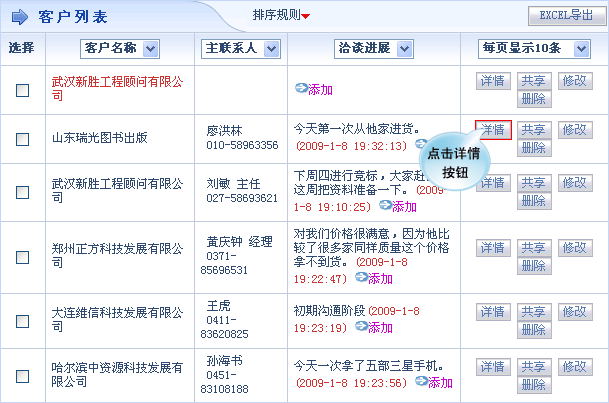 客户列表 排序规则 EXCEL导出
选择 客户名称 主联系人 洽谈进展 每页显示10条
武汉新胜工程顾问有限公
司
添加
详情 共享 修改
删除
山东瑞光图书出版
廖洪林
010-58963356
今天第一次从他家进货。
(2009-1-8 19:32:13)
详情 共享 修改
删除
点击详情
按钮
武汉新胜工程顾问有限公
司
刘敏 主任
027-58693621
下周四进行竞标，大家赶
这周把资料准备一下。(2009-
1-8 19:10:25) 添加
详情 共享 修改
删除
郑州正方科技发展有限公
司
黄庆钟 经理
0371-
85696531
对我们价格很满意，因为他比
较了很多家同样质量这个价格
拿不到货。(2009-1-8
19:22:47) 添加
详情 共享 修改
删除
大连维信科技发展有限公
司
王虎
0411-
83620825
初期沟通阶段(2009-1-8
19:23:19) 添加
详情 共享 修改
删除
哈尔滨中资源科技发展有
限公司
孙海书
0451-
83108188
今天一次拿了五部三星手机。
(2009-1-8 19:23:56) 添加
详情 共享 修改
删除